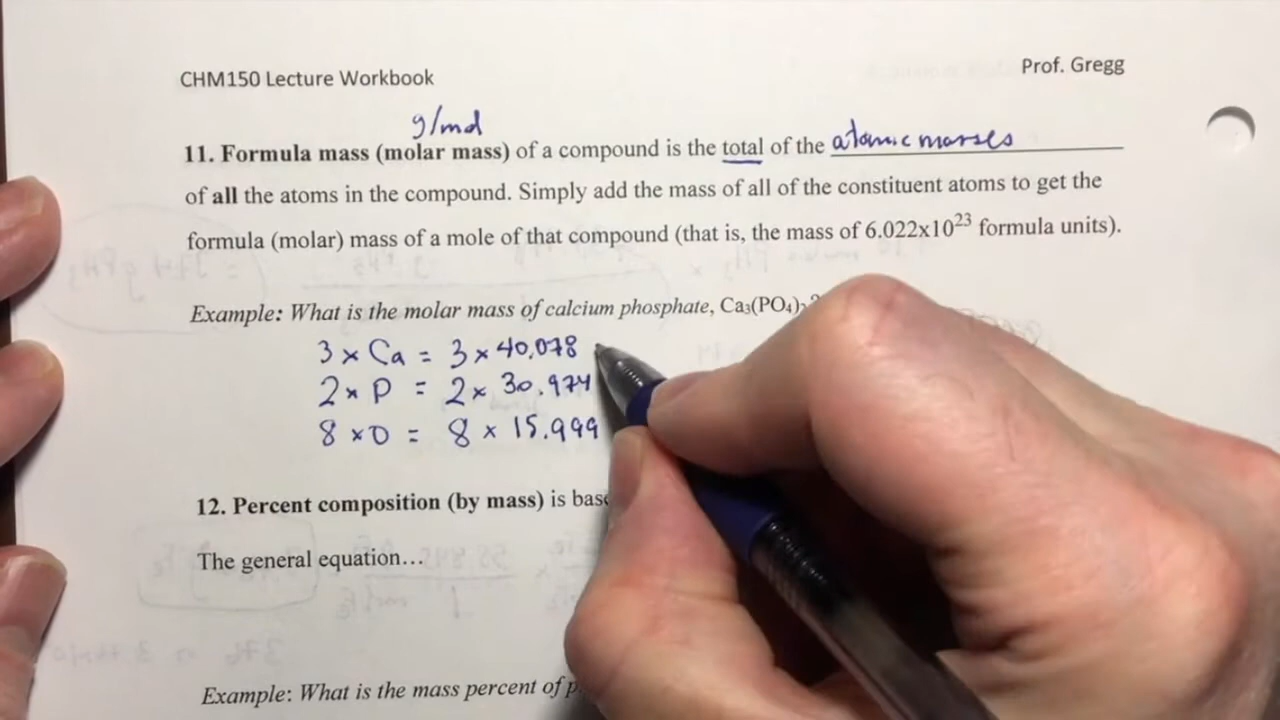 CHM150 Lecture Workbook
Prof. Gregg
g/mol
11. Formula mass (molar mass) of a compound is the total of the atomic masses
of all the atoms in the compound. Simply add the mass of all of the constituent atoms to get the
formula (molar) mass of a mole of that compound (that is, the mass of 6.022x10²³ formula units).
Example: What is the molar mass of calcium phosphate, Ca₃(PO₄)₂?
3 × Ca = 3 × 40.078
2 × P = 2 × 30.974
8 × O = 8 × 15.999
12. Percent composition (by mass) is
The general equation…
Example: What is the mass percent of